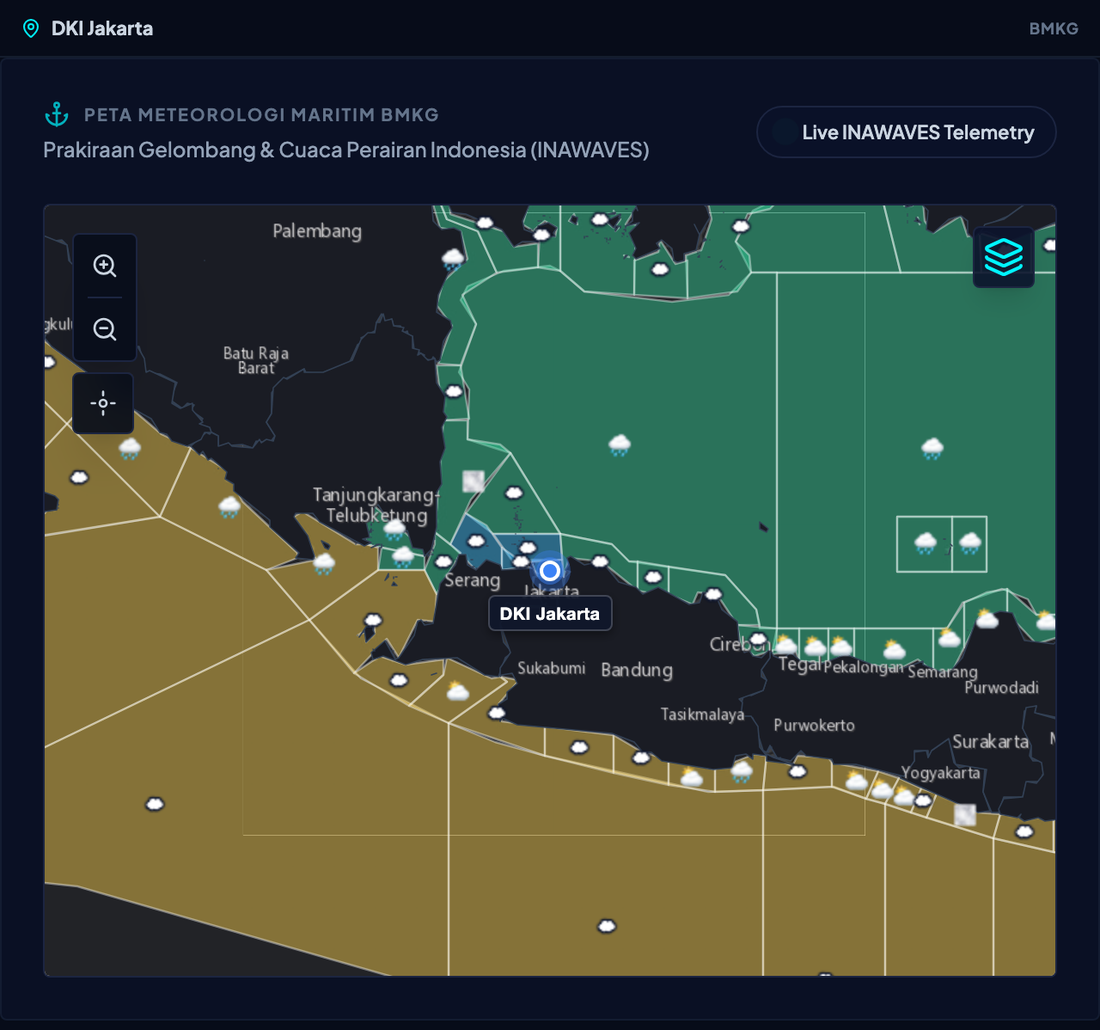 DKI Jakarta
BMKG
PETA METEOROLOGI MARITIM BMKG
Live INAWAVES Telemetry
Prakiraan Gelombang & Cuaca Perairan Indonesia (INAWAVES)
Palembang
gkulu
Batu Raja
Barat
Tanjungkarang-
Telubketung
Serang
Jakarta
DKI Jakarta
Cirebon
Tegal
Pekalongan
Semarang
Sukabumi
Bandung
Purwodadi
Tasikmalaya
Purwokerto
Surakarta
M
Yogyakarta